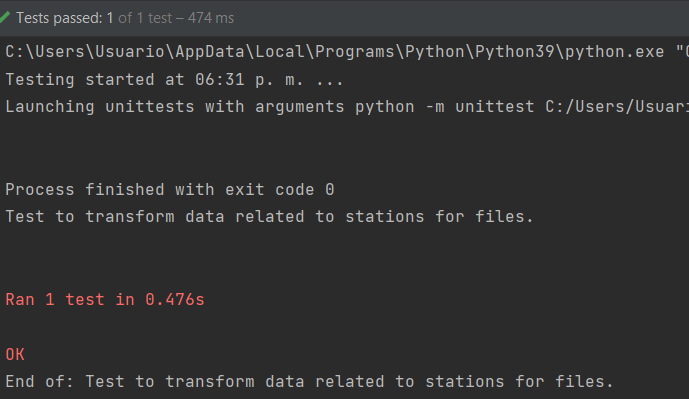 Tests passed: 1 of 1 test – 474 ms
C:\Users\Usuario\AppData\Local\Programs\Python\Python39\python.exe
Testing started at 06:31 p. m. ...
Launching unittests with arguments python -m unittest C:/Users/Usuari
Process finished with exit code 0
Test to transform data related to stations for files.
Ran 1 test in 0.476s
OK
End of: Test to transform data related to stations for files.